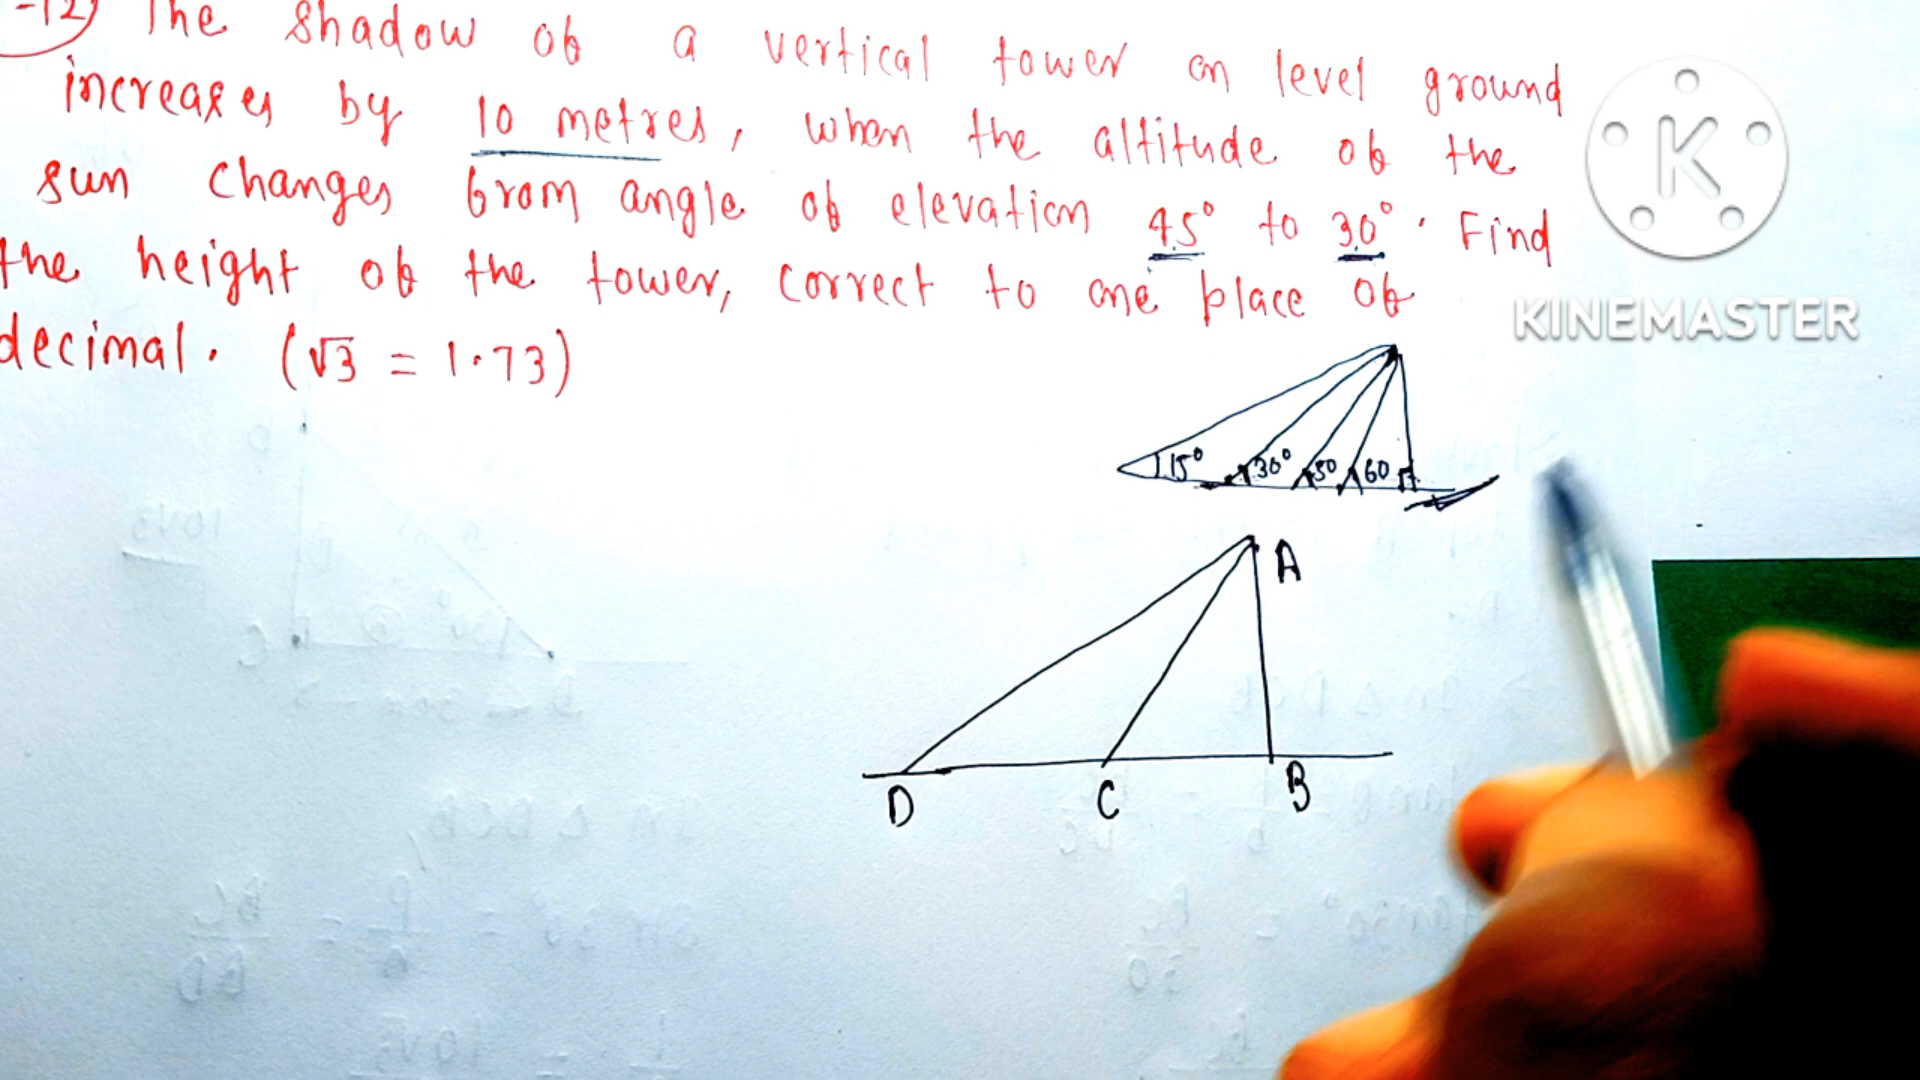 -12) The shadow of a vertical tower on level ground
increases by 10 metres, when the altitude of the
sun changes from angle of elevation 45° to 30°. Find
the height of the tower, correct to one place of
decimal. (√3 = 1.73)
K
KINEMASTER
15° 30° 50 60
A
D C B